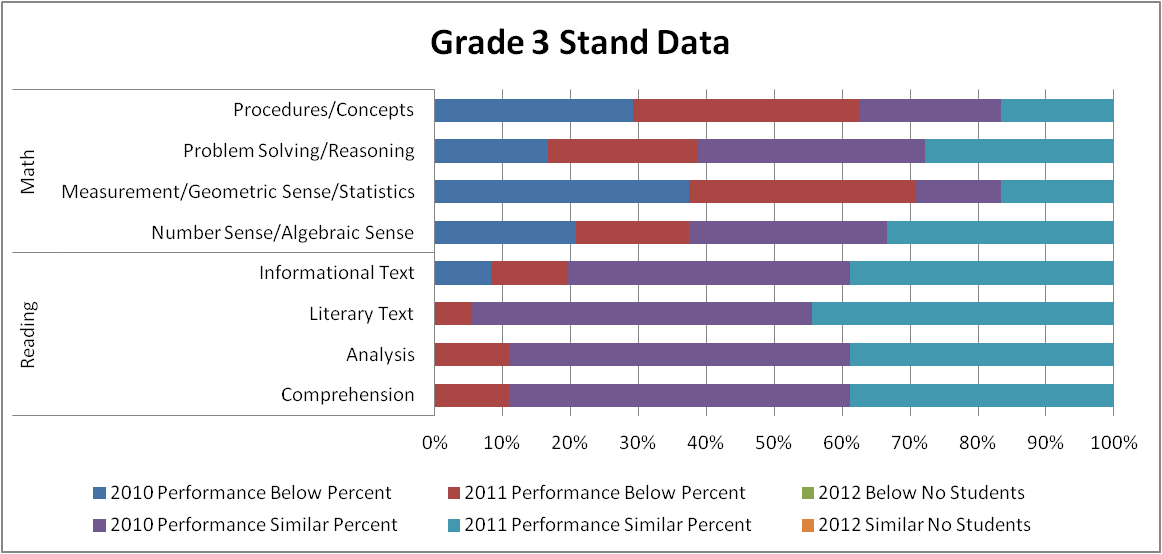 Grade 3 Stand Data
Math
Procedures/Concepts
Problem Solving/Reasoning
Measurement/Geometric Sense/Statistics
Number Sense/Algebraic Sense
Reading
Informational Text
Literary Text
Analysis
Comprehension
0% 10% 20% 30% 40% 50% 60% 70% 80% 90% 100%
2010 Performance Below Percent 2011 Performance Below Percent 2012 Below No Students
2010 Performance Similar Percent 2011 Performance Similar Percent 2012 Similar No Students